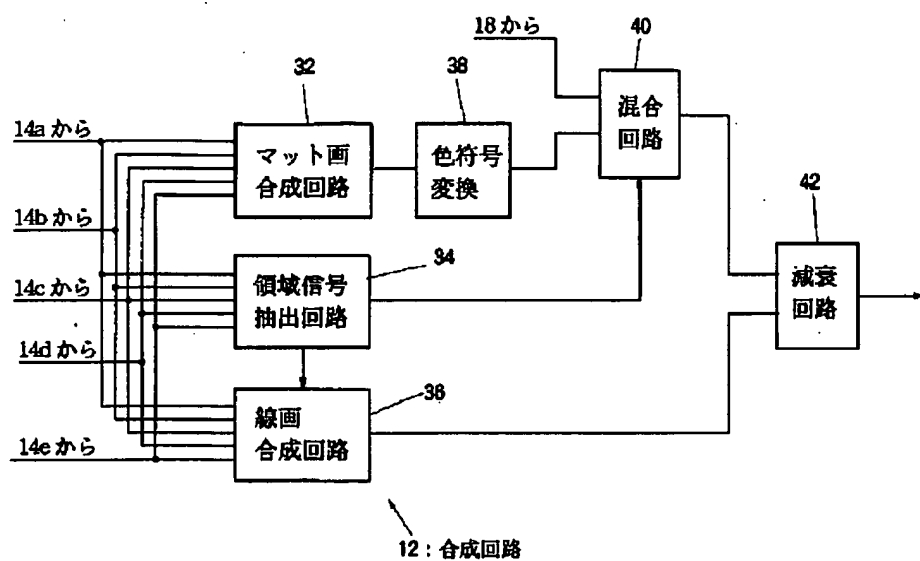 18から
40
混合
回路
32
マット画
合成回路
38
色符号
変換
14aから
14bから
14cから
14dから
14eから
34
領域信号
抽出回路
36
線画
合成回路
42
減衰
回路
12：合成回路